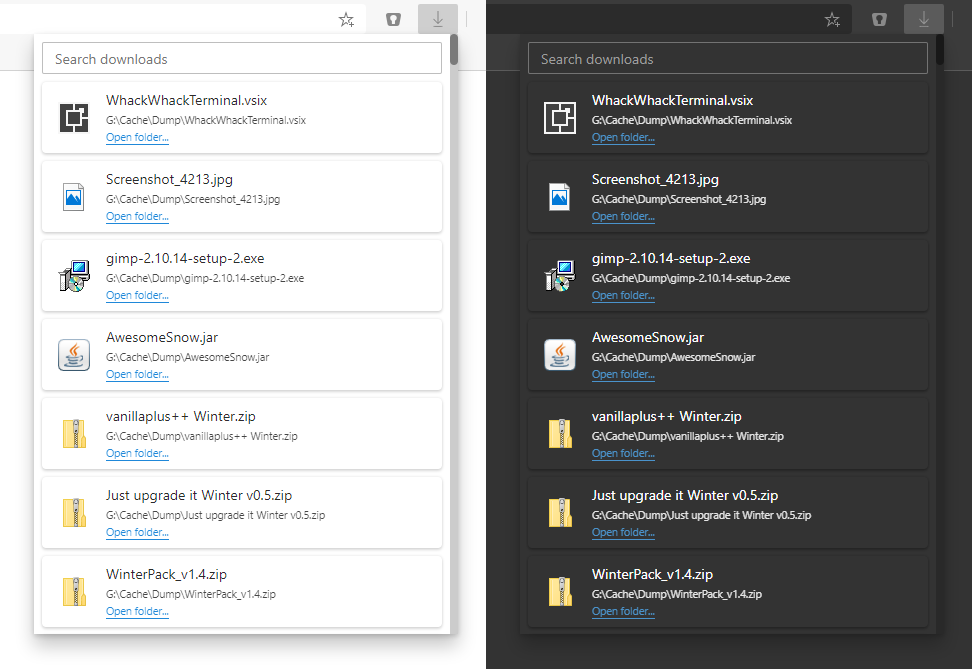 Search downloads
WhackWhackTerminal.vsix
G:\Cache\Dump\WhackWhackTerminal.vsix
Open folder...
Screenshot_4213.jpg
G:\Cache\Dump\Screenshot_4213.jpg
Open folder...
gimp-2.10.14-setup-2.exe
G:\Cache\Dump\gimp-2.10.14-setup-2.exe
Open folder...
AwesomeSnow.jar
G:\Cache\Dump\AwesomeSnow.jar
Open folder...
vanillaplus++ Winter.zip
G:\Cache\Dump\vanillaplus++ Winter.zip
Open folder...
Just upgrade it Winter v0.5.zip
G:\Cache\Dump\Just upgrade it Winter v0.5.zip
Open folder...
WinterPack_v1.4.zip
G:\Cache\Dump\WinterPack_v1.4.zip
Open folder...
Search downloads
WhackWhackTerminal.vsix
G:\Cache\Dump\WhackWhackTerminal.vsix
Open folder...
Screenshot_4213.jpg
G:\Cache\Dump\Screenshot_4213.jpg
Open folder...
gimp-2.10.14-setup-2.exe
G:\Cache\Dump\gimp-2.10.14-setup-2.exe
Open folder...
AwesomeSnow.jar
G:\Cache\Dump\AwesomeSnow.jar
Open folder...
vanillaplus++ Winter.zip
G:\Cache\Dump\vanillaplus++ Winter.zip
Open folder...
Just upgrade it Winter v0.5.zip
G:\Cache\Dump\Just upgrade it Winter v0.5.zip
Open folder...
WinterPack_v1.4.zip
G:\Cache\Dump\WinterPack_v1.4.zip
Open folder...